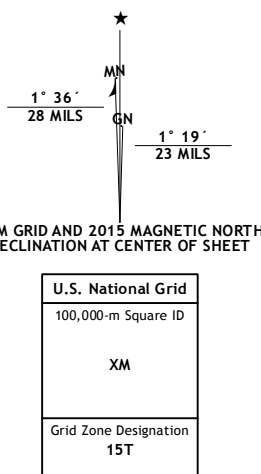 ★
MN
1° 36´
28 MILS
GN
1° 19´
23 MILS
M GRID AND 2015 MAGNETIC NORTH
ECLINATION AT CENTER OF SHEET
U.S. National Grid
100,000-m Square ID
XM
Grid Zone Designation
15T